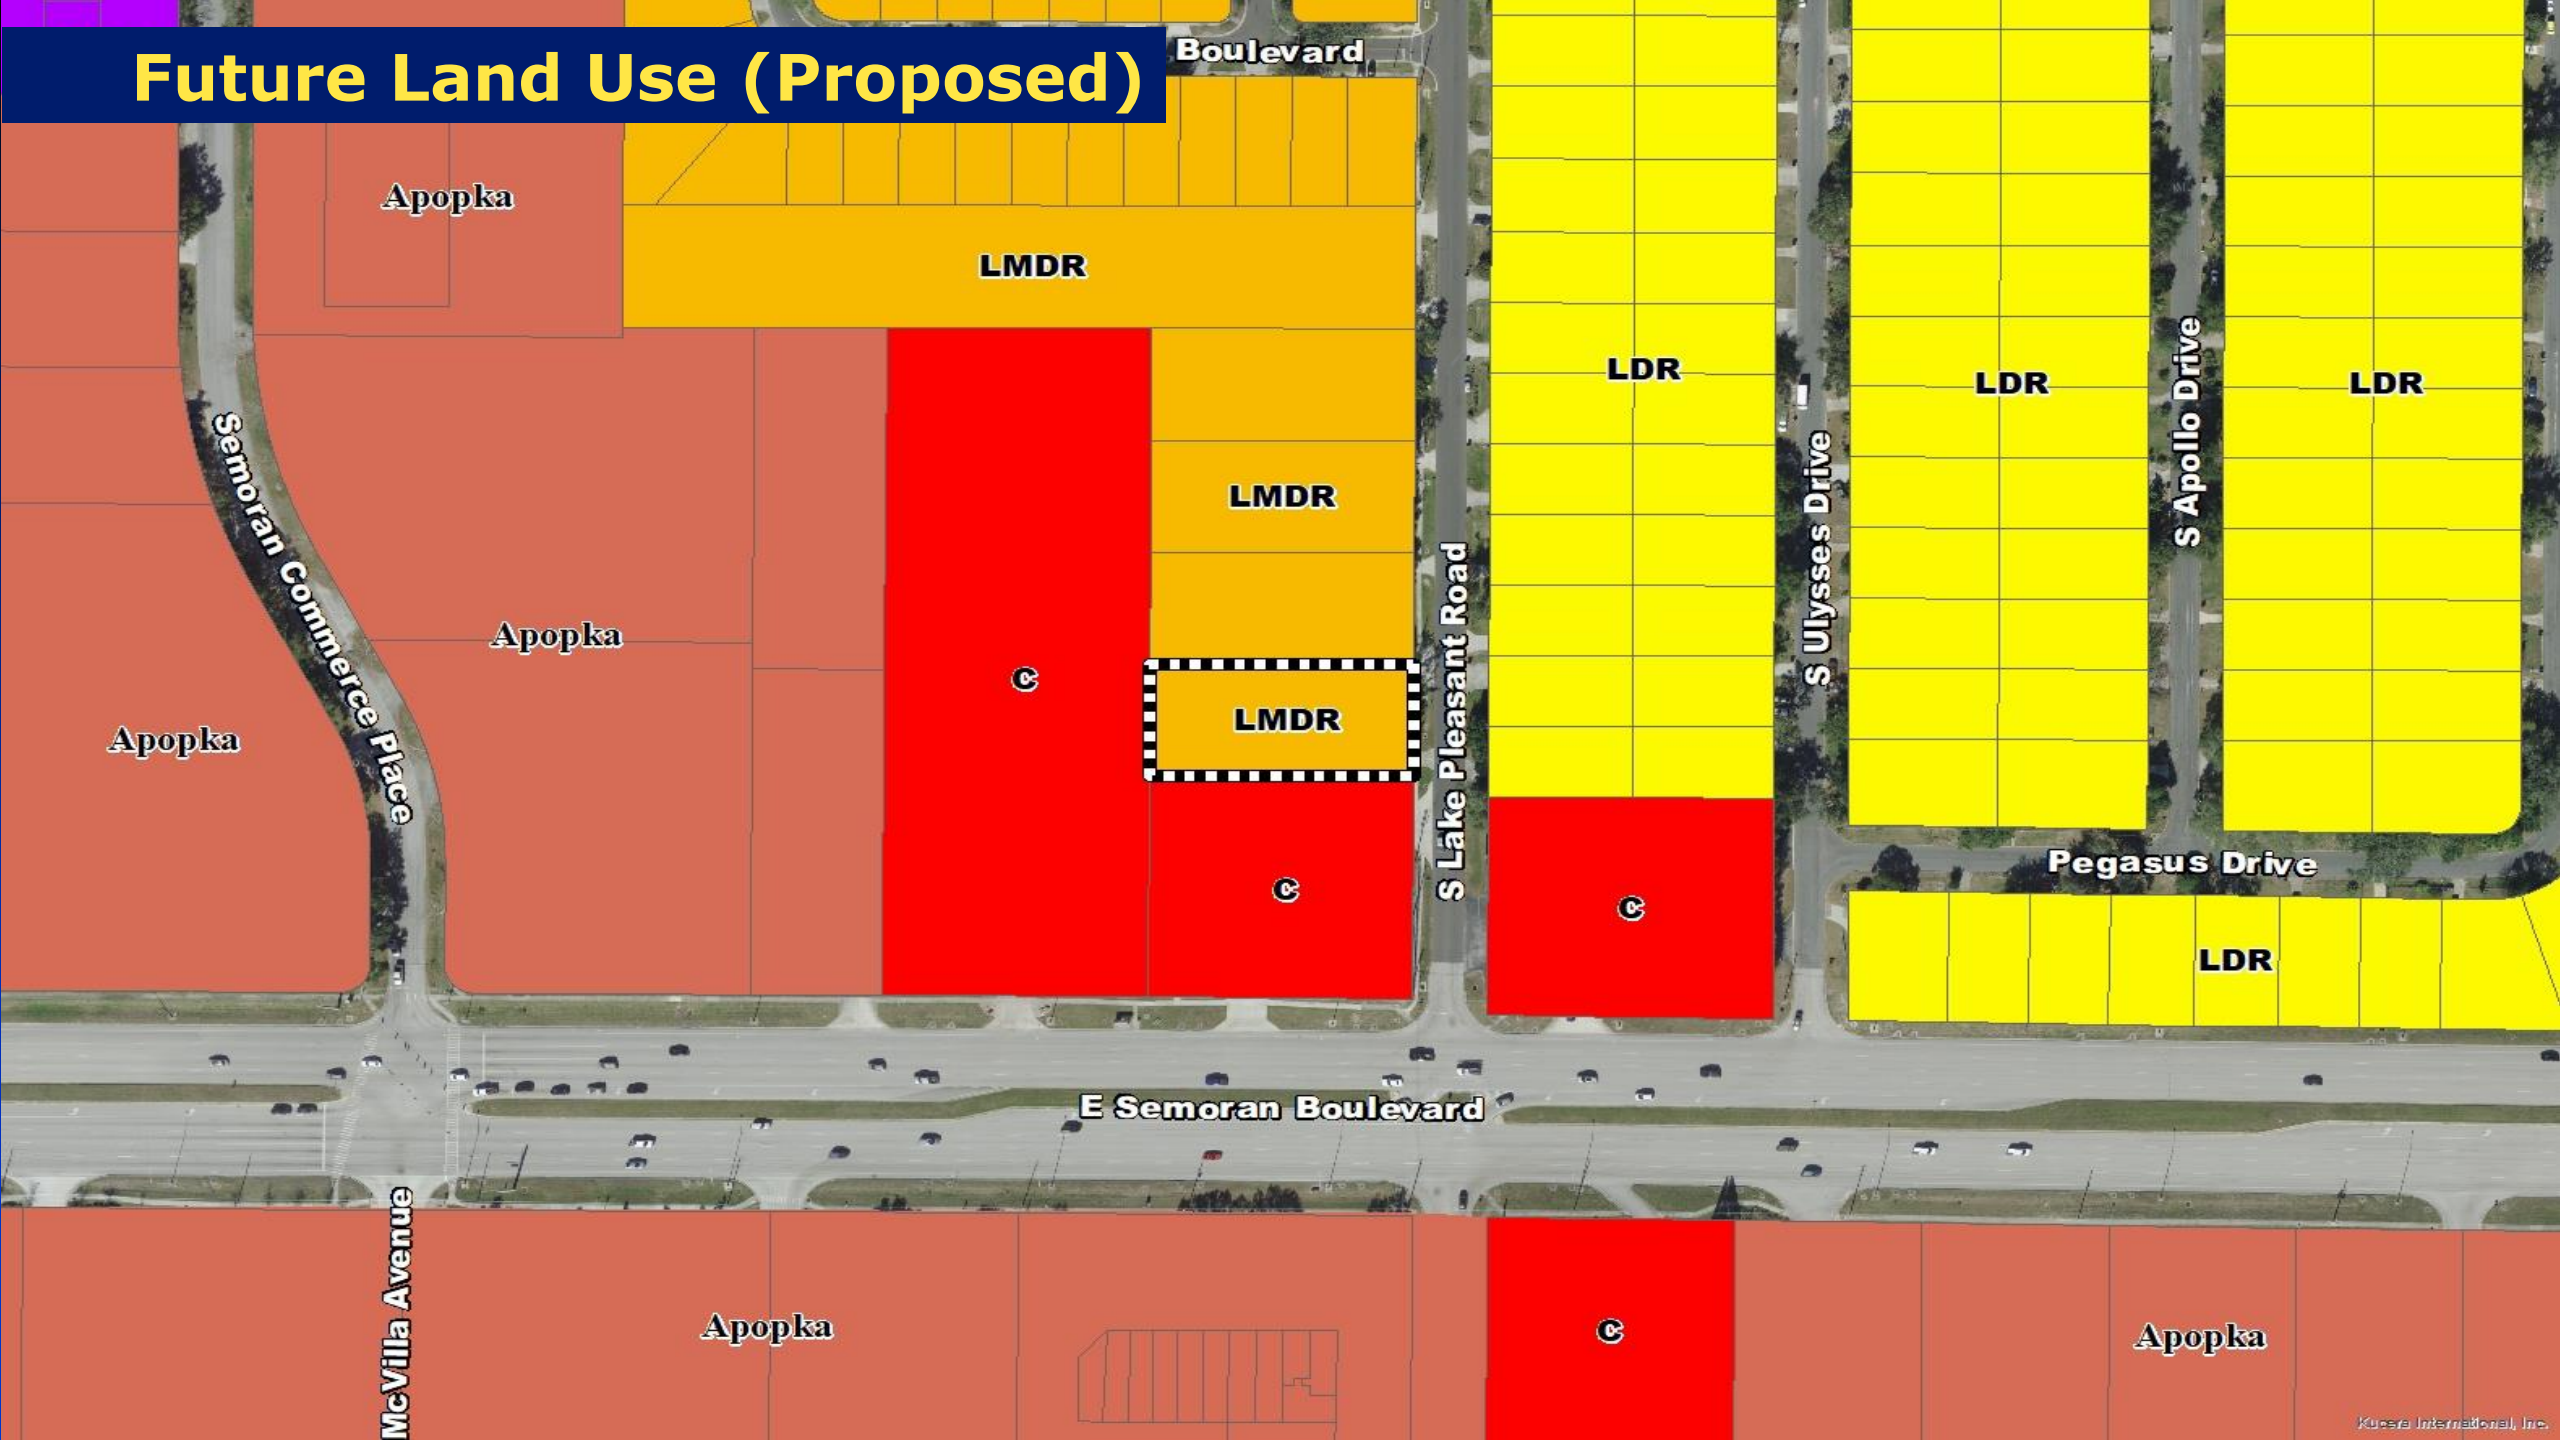 Future Land Use (Proposed)
Boulevard
Apopka
LMDR
LDR
LDR
LDR
S Apollo Drive
Semoran Commerce Place
LMDR
S Ulysses Drive
Apopka
S Lake Pleasant Road
C
LMDR
Apopka
Pegasus Drive
C
C
LDR
E Semoran Boulevard
McVilla Avenue
Apopka
C
Apopka
Kucera International, Inc.